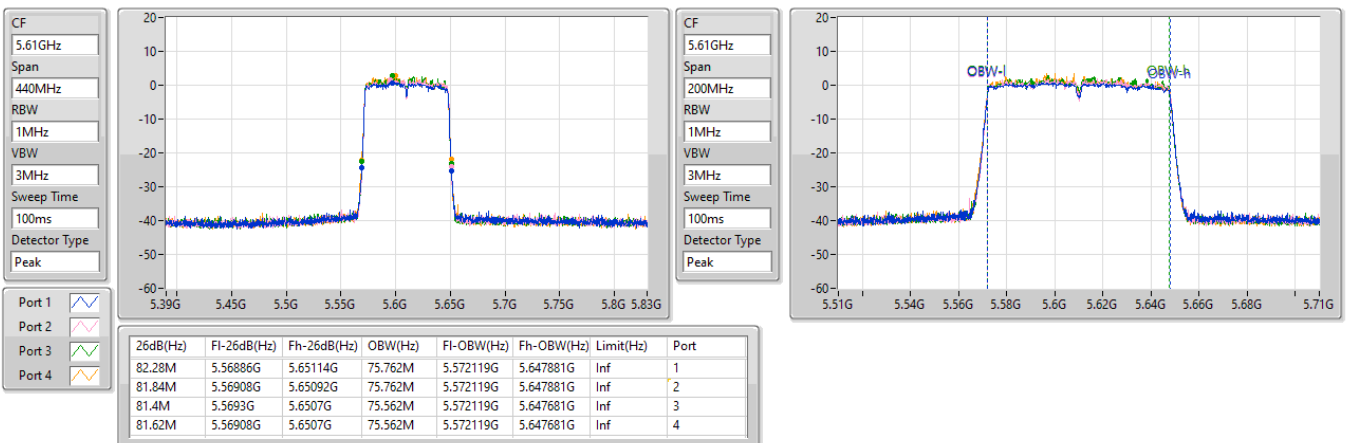 CF
5.61GHz
Span
440MHz
RBW
1MHz
VBW
3MHz
Sweep Time
100ms
Detector Type
Peak
20
10
0
-10
-20
-30
-40
-50
-60
5.39G 5.45G 5.5G 5.55G 5.6G 5.65G 5.7G 5.75G 5.8G 5.83G
CF
5.61GHz
Span
200MHz
RBW
1MHz
VBW
3MHz
Sweep Time
100ms
Detector Type
Peak
20
10
0
-10
-20
-30
-40
-50
-60
OBW-l OBW-h
5.51G 5.54G 5.56G 5.58G 5.6G 5.62G 5.64G 5.66G 5.68G 5.71G
Port 1
Port 2
Port 3
Port 4
26dB(Hz) Fl-26dB(Hz) Fh-26dB(Hz) OBW(Hz) Fl-OBW(Hz) Fh-OBW(Hz) Limit(Hz) Port
82.28M 5.56886G 5.65114G 75.762M 5.572119G 5.647881G Inf 1
81.84M 5.56908G 5.65092G 75.762M 5.572119G 5.647881G Inf 2
81.4M 5.5693G 5.6507G 75.562M 5.572119G 5.647681G Inf 3
81.62M 5.56908G 5.6507G 75.562M 5.572119G 5.647681G Inf 4